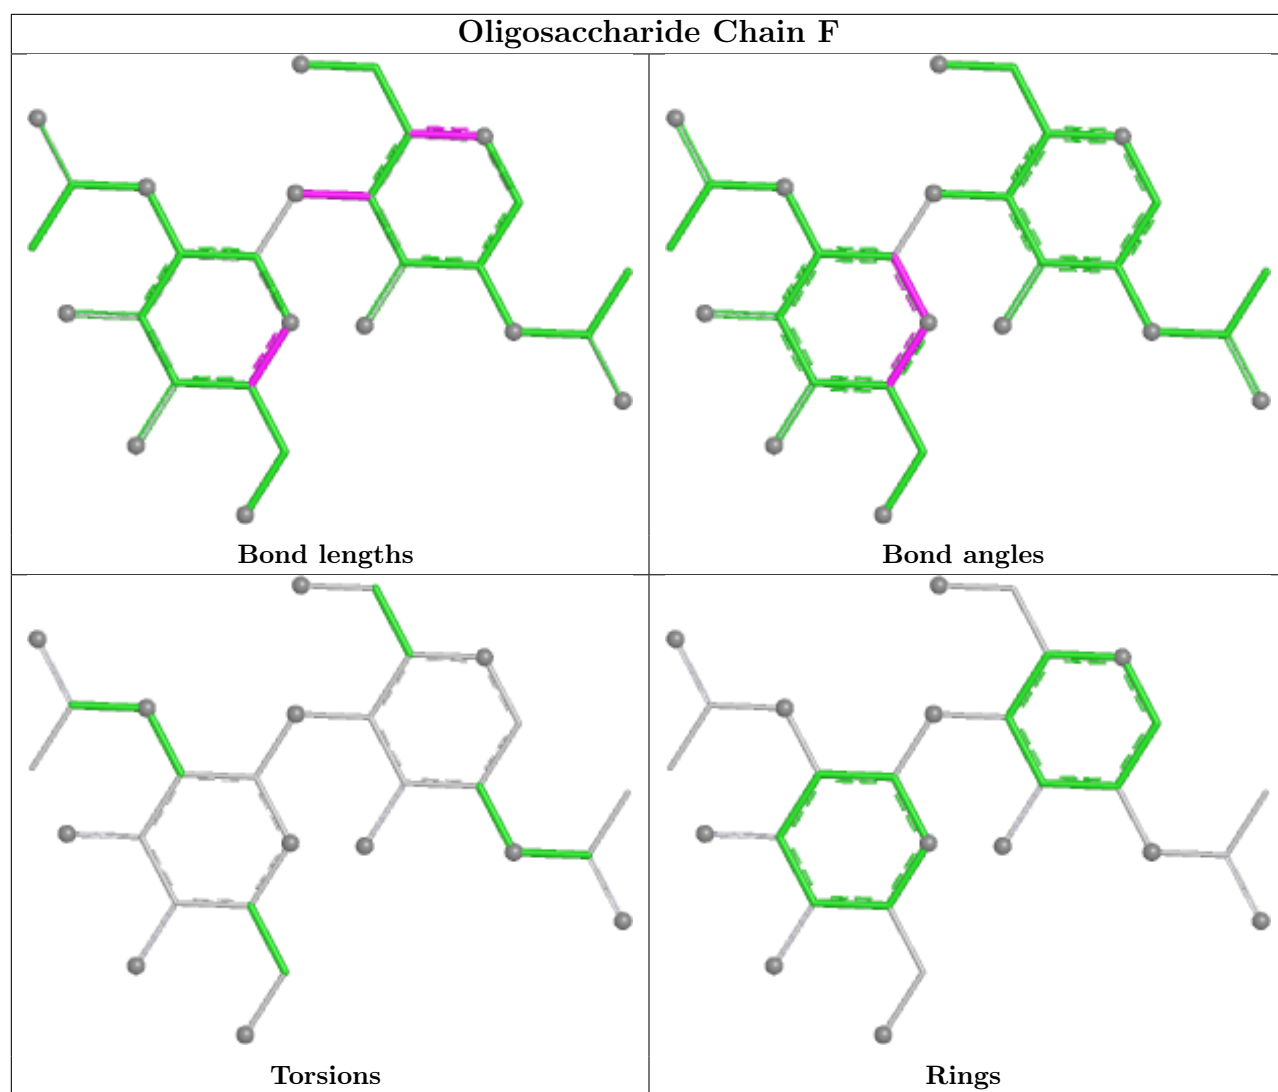 Oligosaccharide Chain F
Bond lengths
Bond angles
Torsions
Rings